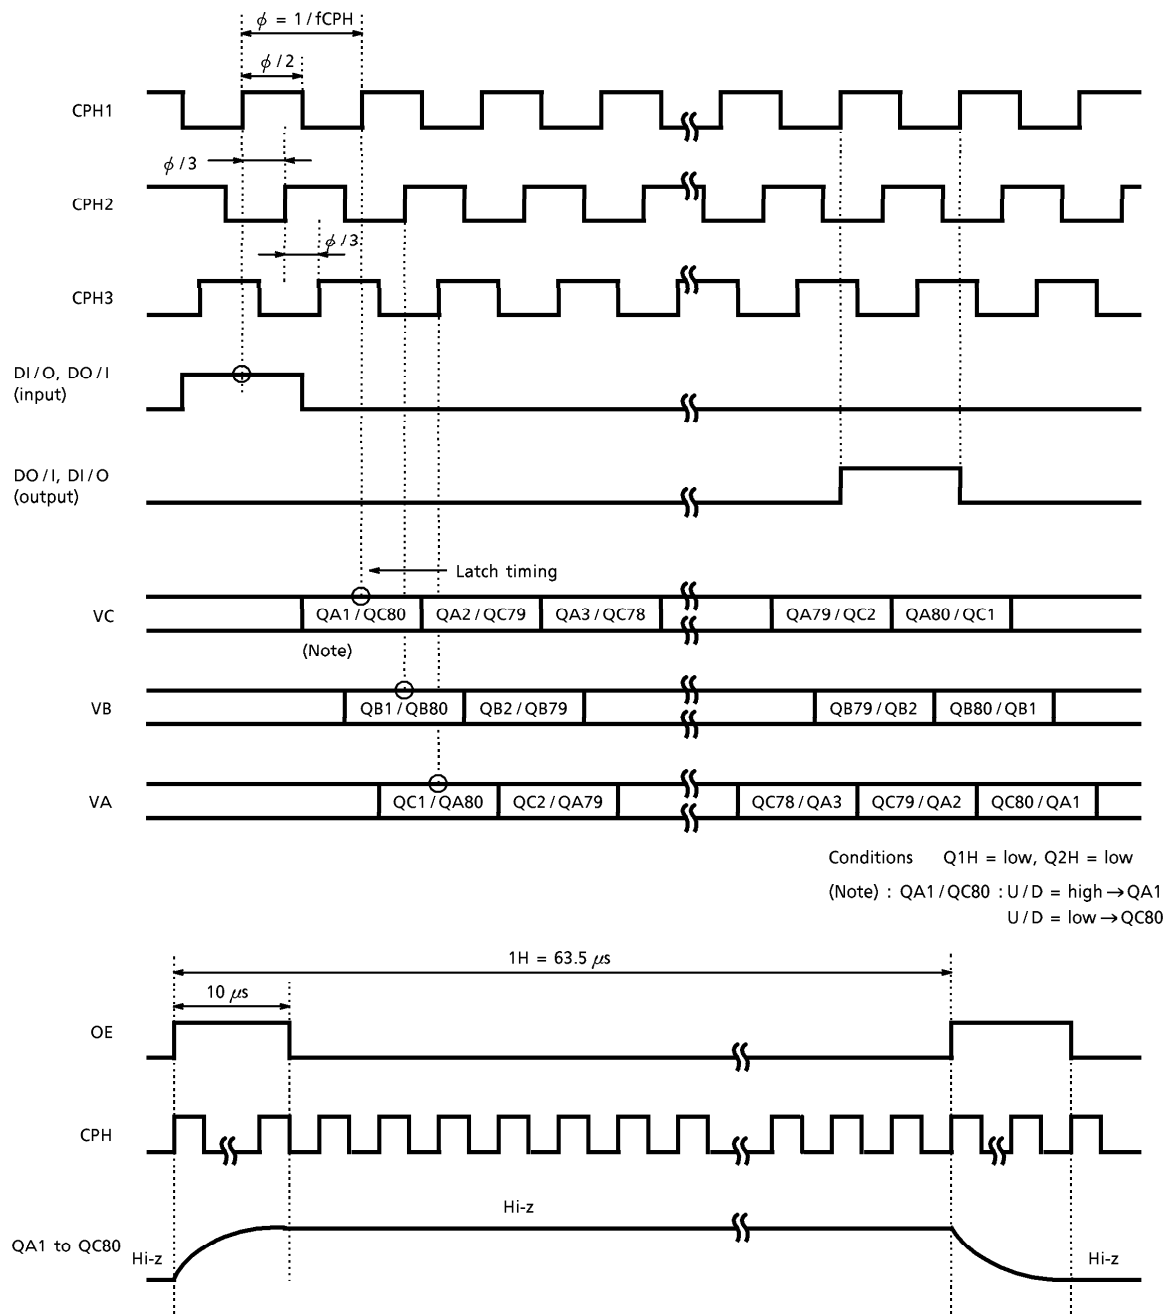 ϕ = 1/fCPH
ϕ/2
CPH1
ϕ/3
CPH2
ϕ/3
CPH3
DI/O, DO/I
(input)
DO/I, DI/O
(output)
Latch timing
VC
QA1/QC80
QA2/QC79
QA3/QC78
QA79/QC2
QA80/QC1
(Note)
VB
QB1/QB80
QB2/QB79
QB79/QB2
QB80/QB1
VA
QC1/QA80
QC2/QA79
QC78/QA3
QC79/QA2
QC80/QA1
Conditions Q1H = low, Q2H = low
(Note) : QA1/QC80 : U/D = high→QA1
U/D = low→QC80
1H = 63.5 μs
10 μs
OE
CPH
Hi-z
QA1 to QC80
Hi-z
Hi-z